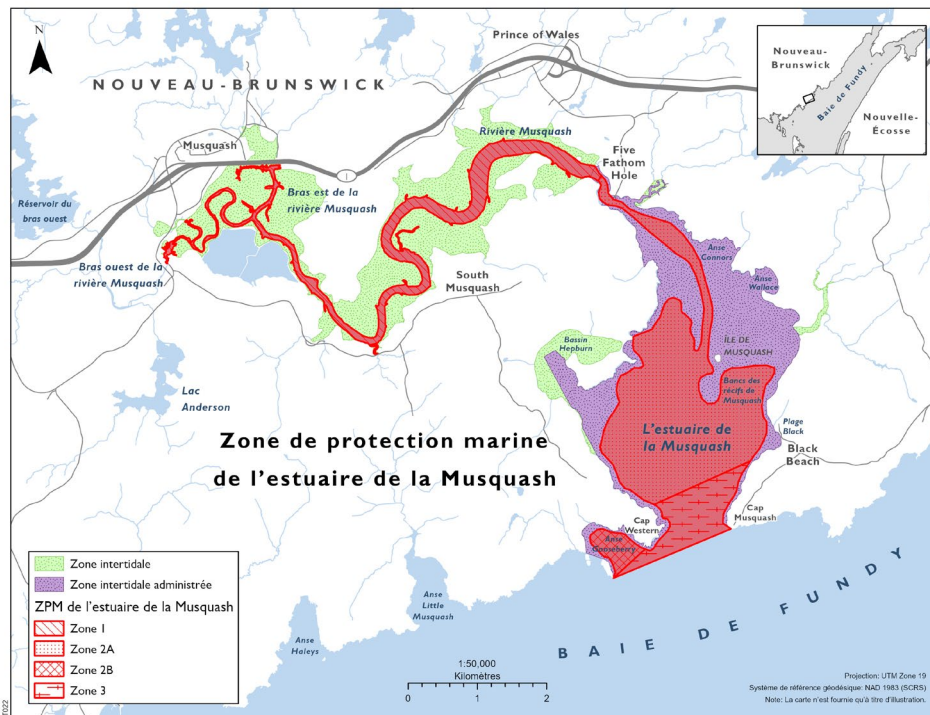 N
NOUVEAU-BRUNSWICK
Prince of Wales
Nouveau-
Brunswick
Baie de Fundy
Nouvelle-
Écosse
Musquash
Rivière Musquash
Five
Fathom
Hole
1
Réservoir du
bras ouest
Bras est de la
rivière Musquash
Bras ouest de la
rivière Musquash
South
Musquash
Anse
Connors
Anse
Wallace
Bassin
Hepburn
ÎLE DE
MUSQUASH
Bancs des
récifs de
Musquash
Lac
Anderson
Plage
Black
Black
Beach
L'estuaire de
la Musquash
Zone de protection marine
de l'estuaire de la Musquash
Cap
Musquash
Cap
Western
Anse
Gooseberry
Anse
Little
Musquash
Anse
Haleys
BAIE DE FUNDY
Zone intertidale
Zone intertidale administrée
ZPM de l'estuaire de la Musquash
Zone 1
Zone 2A
Zone 2B
Zone 3
1:50,000
Kilomètres
0 1 2
Projection: UTM Zone 19
Système de référence géodésique: NAD 1983 (SCRS)
Note: La carte n'est fournie qu'à titre d'illustration.